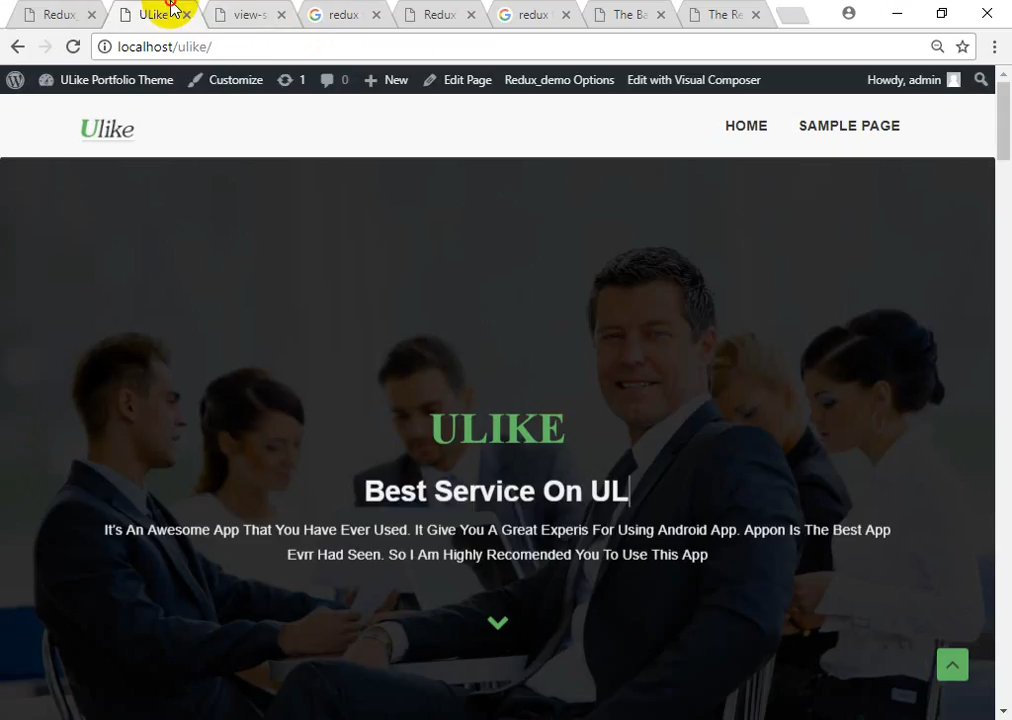 Redux_
ULike
view-s
redux
Redux
redux
The Ba
The Re
localhost/ulike/
ULike Portfolio Theme
Customize
1
0
New
Edit Page
Redux_demo Options
Edit with Visual Composer
Howdy, admin
Ulike
HOME
SAMPLE PAGE
ULIKE
Best Service On UL
It's An Awesome App That You Have Ever Used. It Give You A Great Experis For Using Android App. Appon Is The Best App
Evrr Had Seen. So I Am Highly Recomended You To Use This App